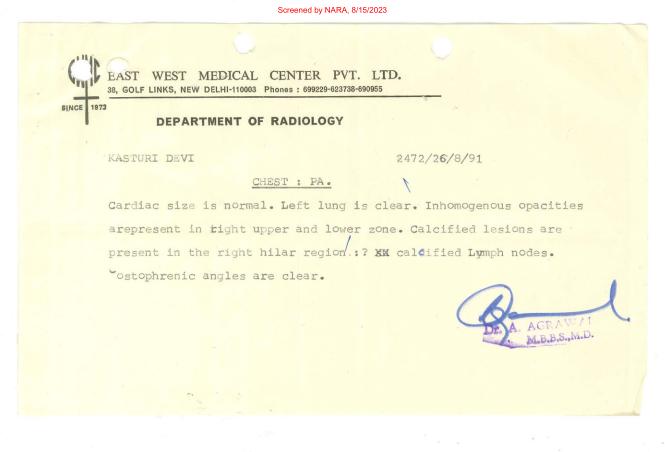 Screened by NARA, 8/15/2023
EAST WEST MEDICAL CENTER PVT. LTD.
38, GOLF LINKS, NEW DELHI-110003 Phones : 699229-623738-690955
SINCE 1973
DEPARTMENT OF RADIOLOGY
KASTURI DEVI 2472/26/8/91
CHEST : PA.
Cardiac size is normal. Left lung is clear. Inhomogenous opacities
arepresent in right upper and lower zone. Calcified lesions are
present in the right hilar region/.:? XX calcified Lymph nodes.
Costophrenic angles are clear.
Dr. A. AGRAWAL
M.B.B.S., M.D.